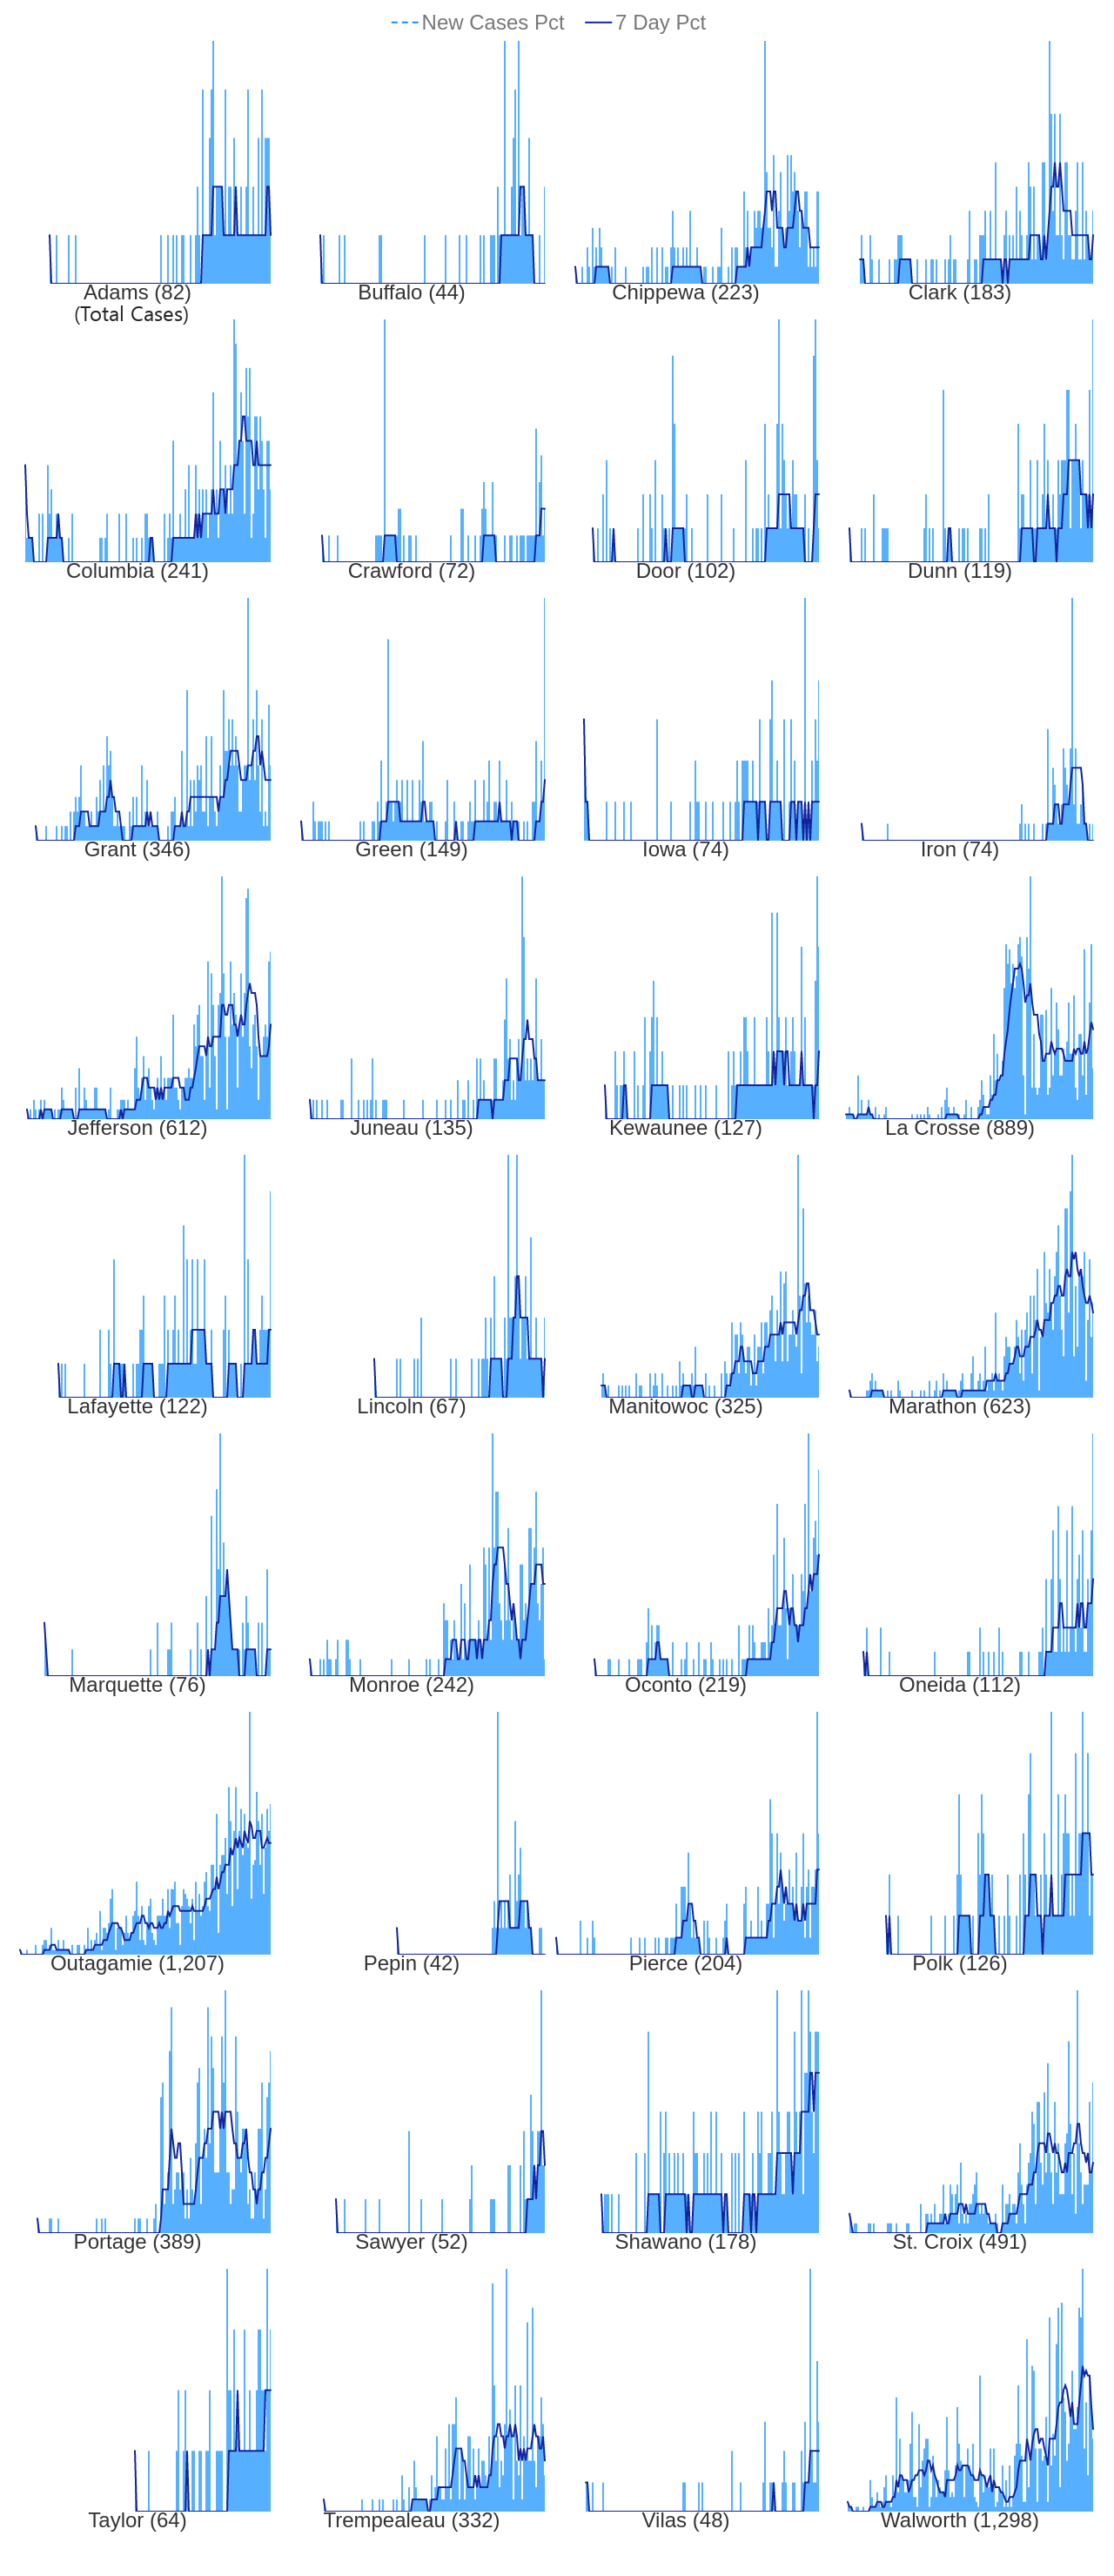 New Cases Pct 7 Day Pct
Adams (82) Buffalo (44) Chippewa (223) Clark (183)
(Total Cases)
Columbia (241) Crawford (72) Door (102) Dunn (119)
Grant (346) Green (149) Iowa (74) Iron (74)
Jefferson (612) Juneau (135) Kewaunee (127) La Crosse (889)
Lafayette (122) Lincoln (67) Manitowoc (325) Marathon (623)
Marquette (76) Monroe (242) Oconto (219) Oneida (112)
Outagamie (1,207) Pepin (42) Pierce (204) Polk (126)
Portage (389) Sawyer (52) Shawano (178) St. Croix (491)
Taylor (64) Trempealeau (332) Vilas (48) Walworth (1,298)